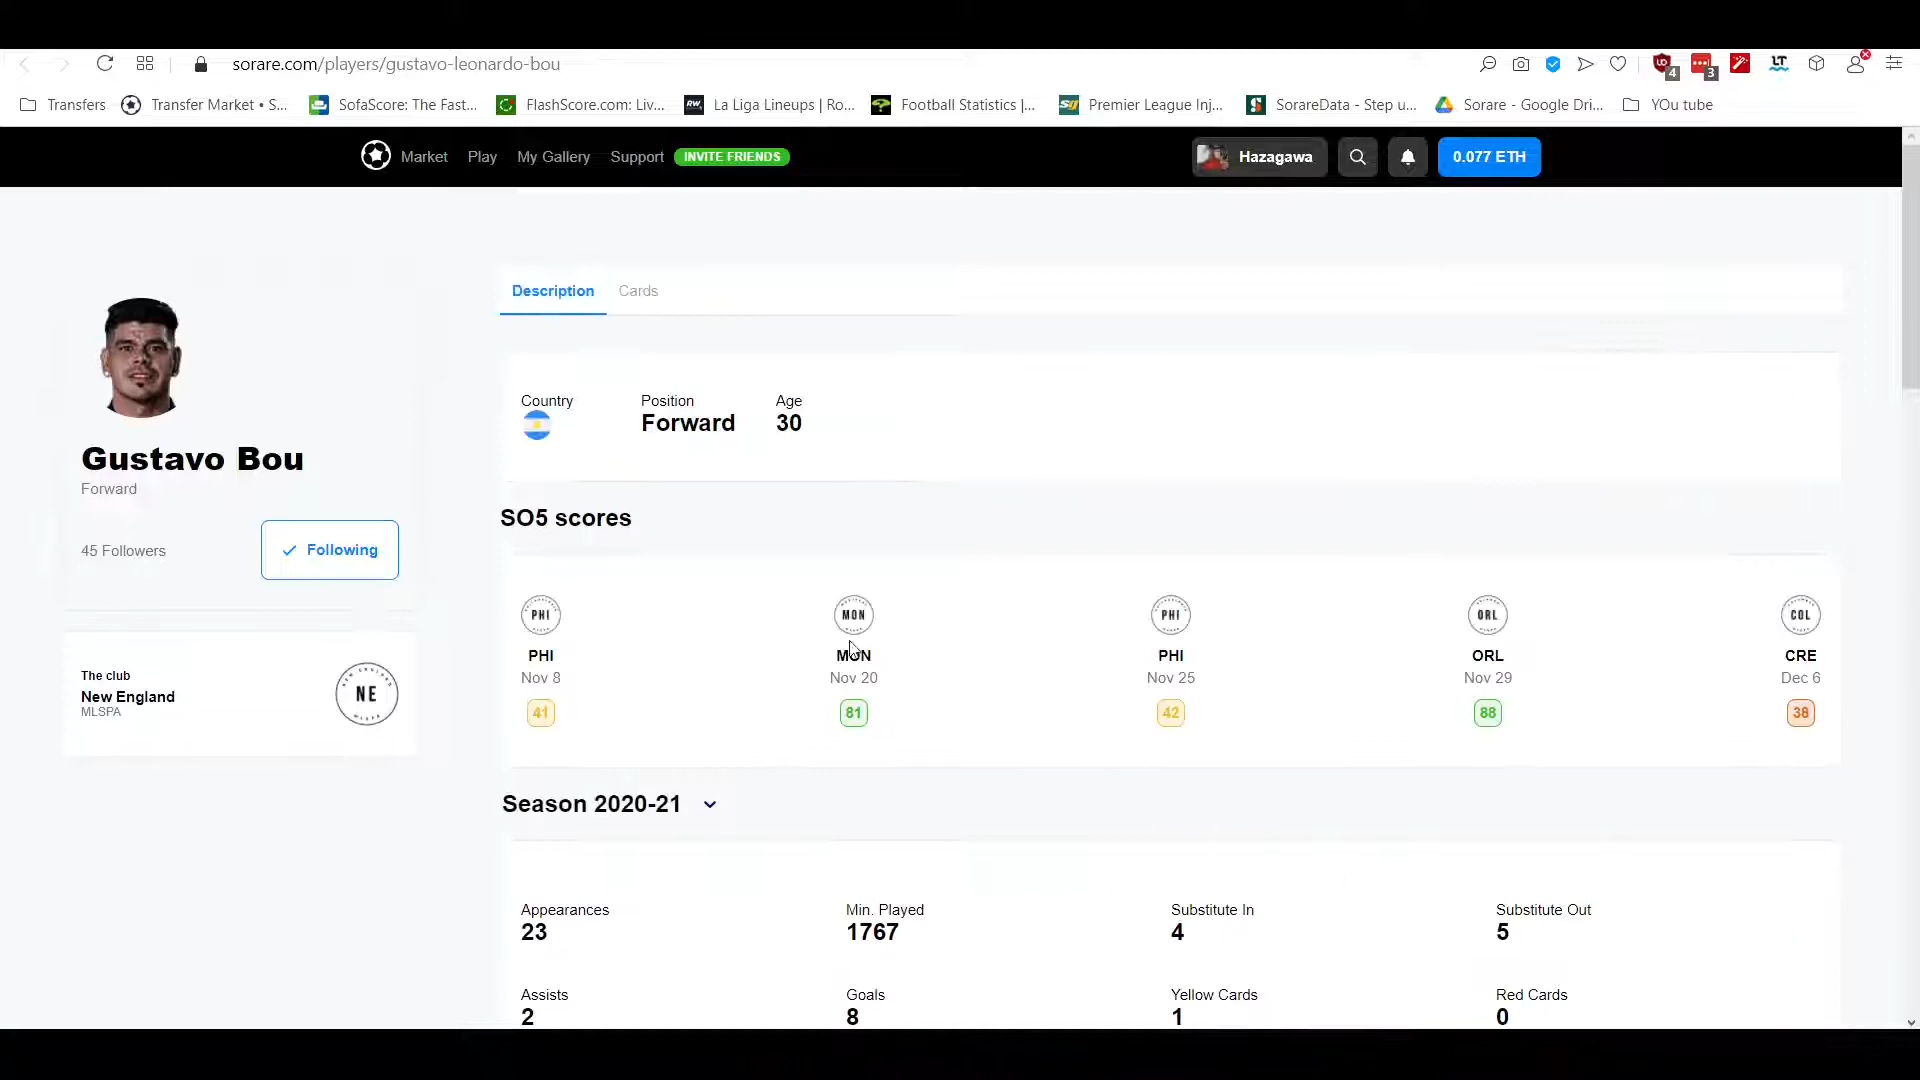 sorare.com/players/gustavo-leonardo-bou
4
3
LT
Transfers
Transfer Market • S...
SofaScore: The Fast...
FlashScore.com: Liv...
RW
La Liga Lineups | Ro...
Football Statistics |...
Premier League Inj...
SorareData - Step u...
Sorare - Google Dri...
YOu tube
Market
Play
My Gallery
Support
INVITE FRIENDS
Hazagawa
0.077 ETH
Description
Cards
Country
Position
Forward
Age
30
Gustavo Bou
Forward
45 Followers
Following
The club
New England
MLSPA
NE
SO5 scores
PHI
MON
PHI
ORL
COL
PHI
MON
PHI
ORL
CRE
Nov 8
Nov 20
Nov 25
Nov 29
Dec 6
41
81
42
88
38
Season 2020-21
Appearances
23
Min. Played
1767
Substitute In
4
Substitute Out
5
Assists
2
Goals
8
Yellow Cards
1
Red Cards
0